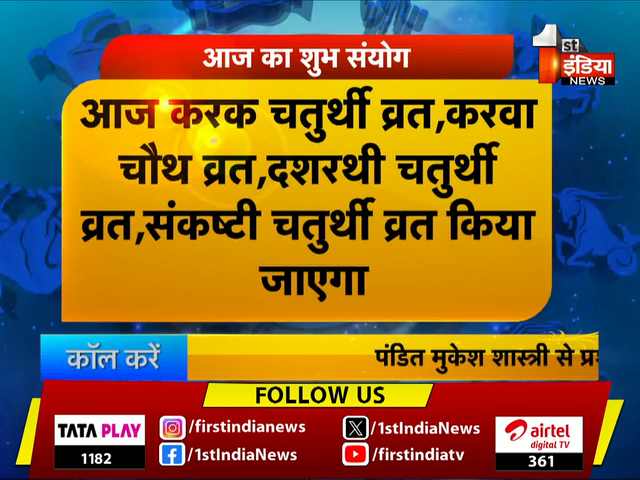 आज का शुभ संयोग
1st
इंडिया
NEWS
आज करक चतुर्थी व्रत,करवा
चौथ व्रत,दशरथी चतुर्थी
व्रत,संकष्टी चतुर्थी व्रत किया
जाएगा
कॉल करें
पंडित मुकेश शास्त्री से
FOLLOW US
TATA PLAY
1182
/firstindianews
/1stIndiaNews
/1stIndiaNews
/firstindiatv
airtel
digital TV
361